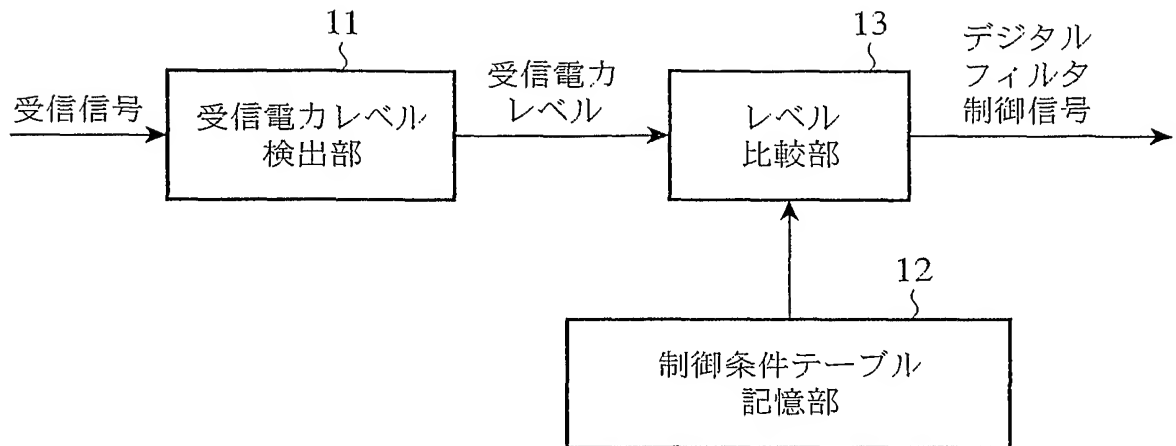 11
受信信号
受信電力レベル
検出部
受信電力
レベル
13
レベル
比較部
デジタル
フィルタ
制御信号
12
制御条件テーブル
記憶部